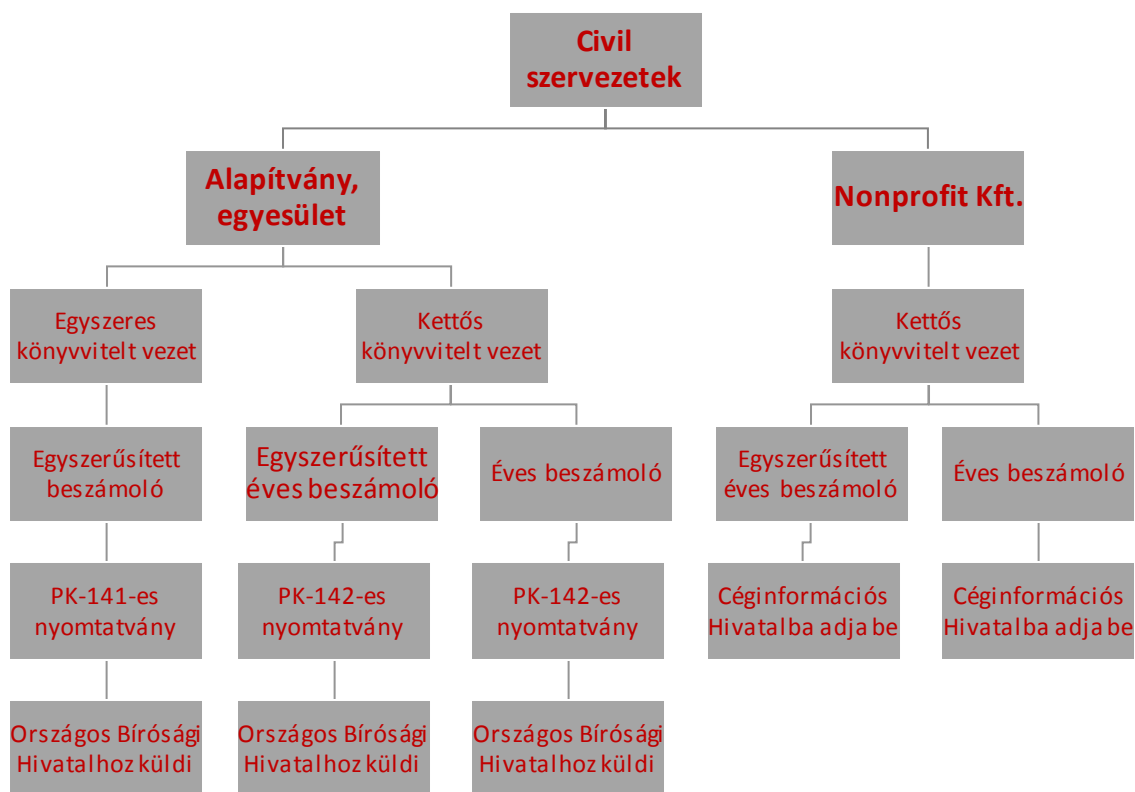 Civil
szervezetek
Alapítvány,
egyesület
Nonprofit Kft.
Egyszeres
könyvvitelt vezet
Kettős
könyvvitelt vezet
Kettős
könyvvitelt vezet
Egyszerűsített
beszámoló
Egyszerűsített
éves beszámoló
Éves beszámoló
Egyszerűsített
éves beszámoló
Éves beszámoló
PK-141-es
nyomtatvány
PK-142-es
nyomtatvány
PK-142-es
nyomtatvány
Céginformációs
Hivatalba adja be
Céginformációs
Hivatalba adja be
Országos Bírósági
Hivatalhoz küldi
Országos Bírósági
Hivatalhoz küldi
Országos Bírósági
Hivatalhoz küldi